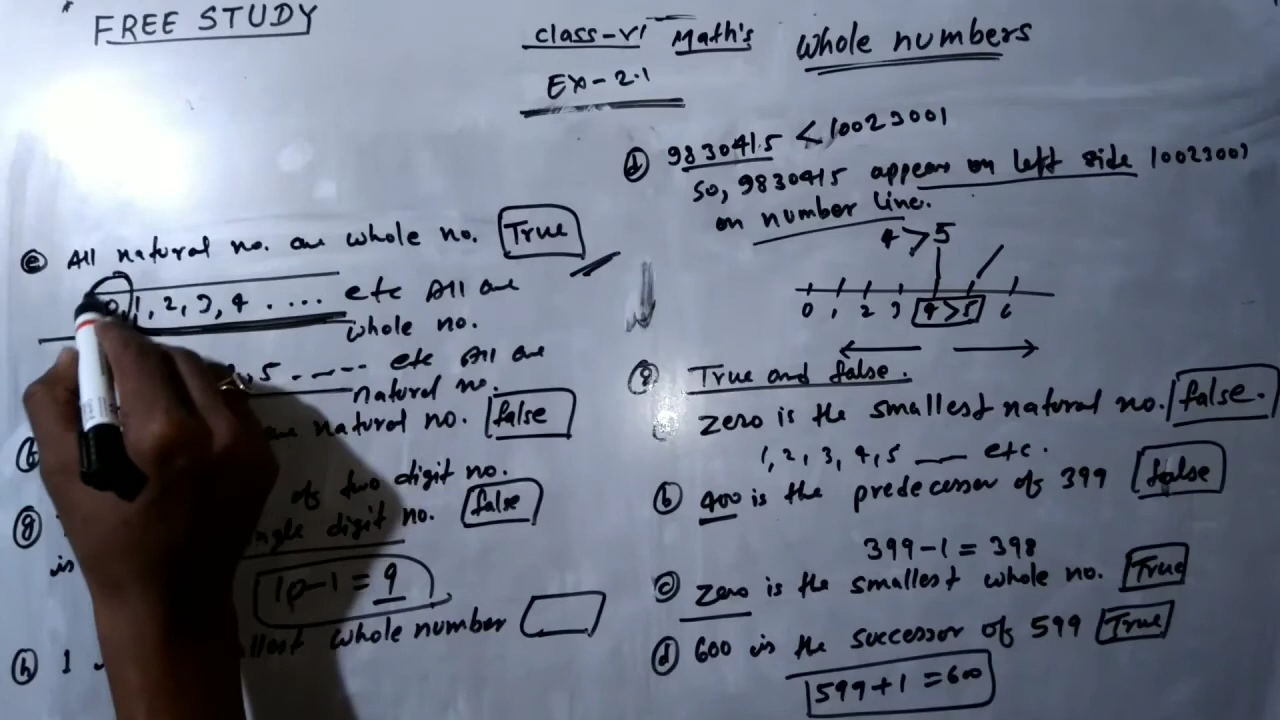 FREE STUDY
class-VI Math's Whole numbers
Ex-2.1
(e) All natural no. are whole no. True
0,1,2,3,4..... etc All are
whole no.
,5.---- etc All are
natural no.
are natural no. false
of two digit no.
(g)
is single digit no. false
10-1=9
(h) 1 smallest whole number
(d) 9830415 <10023001
So, 9830415 appears on left side 10023001
on number line.
4>5
0 1 2 3 4>5 6
(2) True and false.
Zero is the smallest natural no. false.
1,2,3,4,5 — etc.
(b) 400 is the predecessor of 399 false
399-1=398
(c) Zero is the smallest whole no. True
(d) 600 is the successor of 599 True
599+1=600